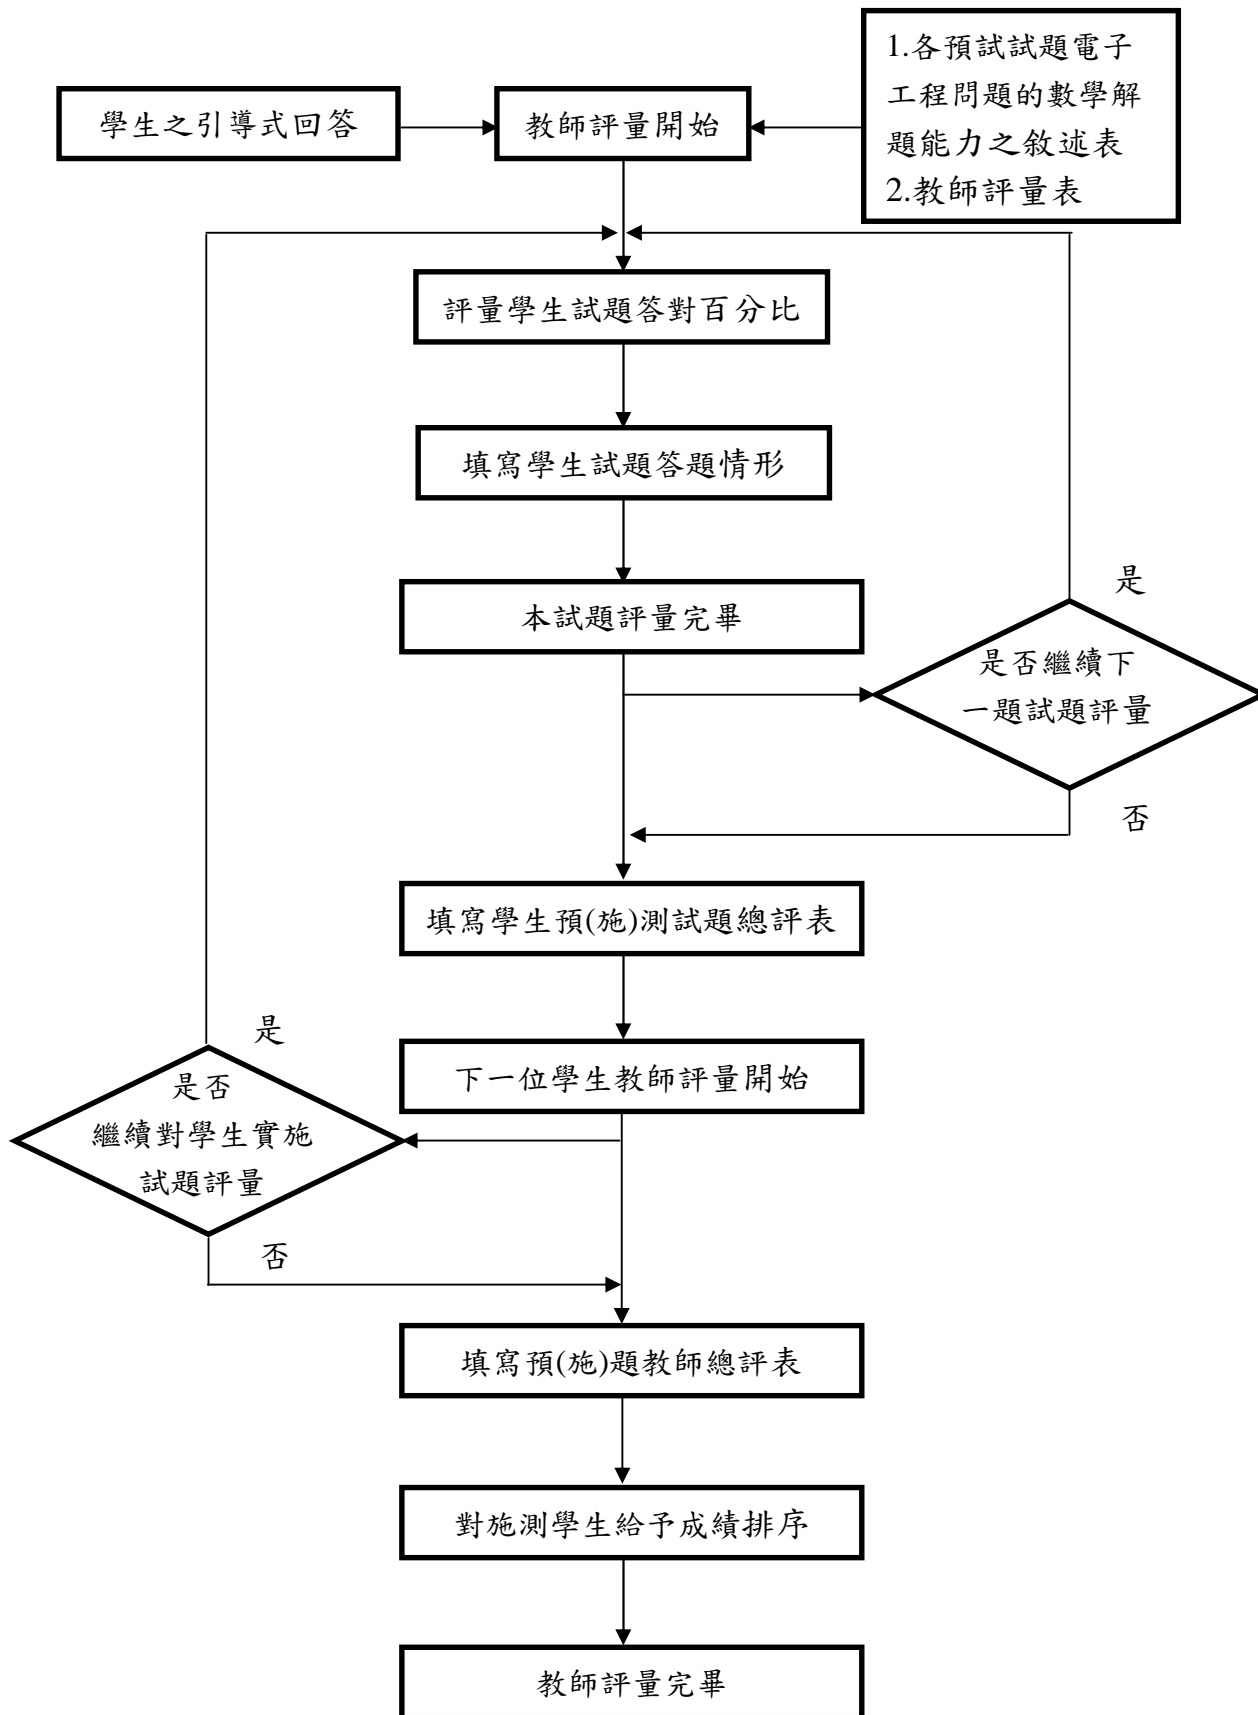 1.各預試試題電子
工程問題的數學解
題能力之敘述表
2.教師評量表
學生之引導式回答
教師評量開始
評量學生試題答對百分比
填寫學生試題答題情形
本試題評量完畢
是
是否繼續下
一題試題評量
否
填寫學生預(施)測試題總評表
下一位學生教師評量開始
是
是否
繼續對學生實施
試題評量
否
填寫預(施)題教師總評表
對施測學生給予成績排序
教師評量完畢